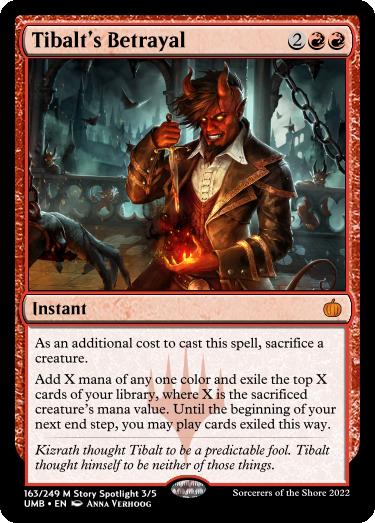 Tibalt's Betrayal 2
Instant
As an additional cost to cast this spell, sacrifice a
creature.
Add X mana of any one color and exile the top X
cards of your library, where X is the sacrificed
creature's mana value. Until the beginning of your
next end step, you may play cards exiled this way.
Kizrath thought Tibalt to be a predictable fool. Tibalt
thought himself to be neither of those things.
163/249 M Story Spotlight 3/5
Sorcerers of the Shore 2022
UMB • EN Anna Verhoog